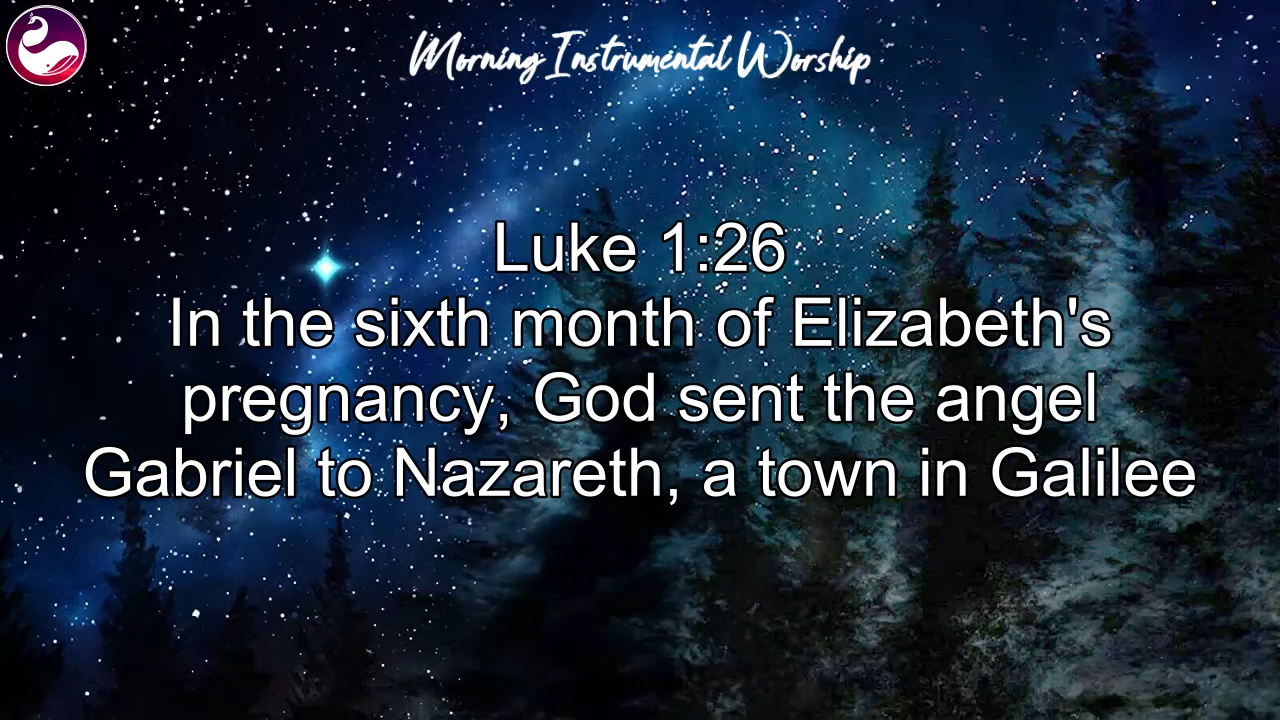 Morning Instrumental Worship
Luke 1:26
In the sixth month of Elizabeth's
pregnancy, God sent the angel
Gabriel to Nazareth, a town in Galilee